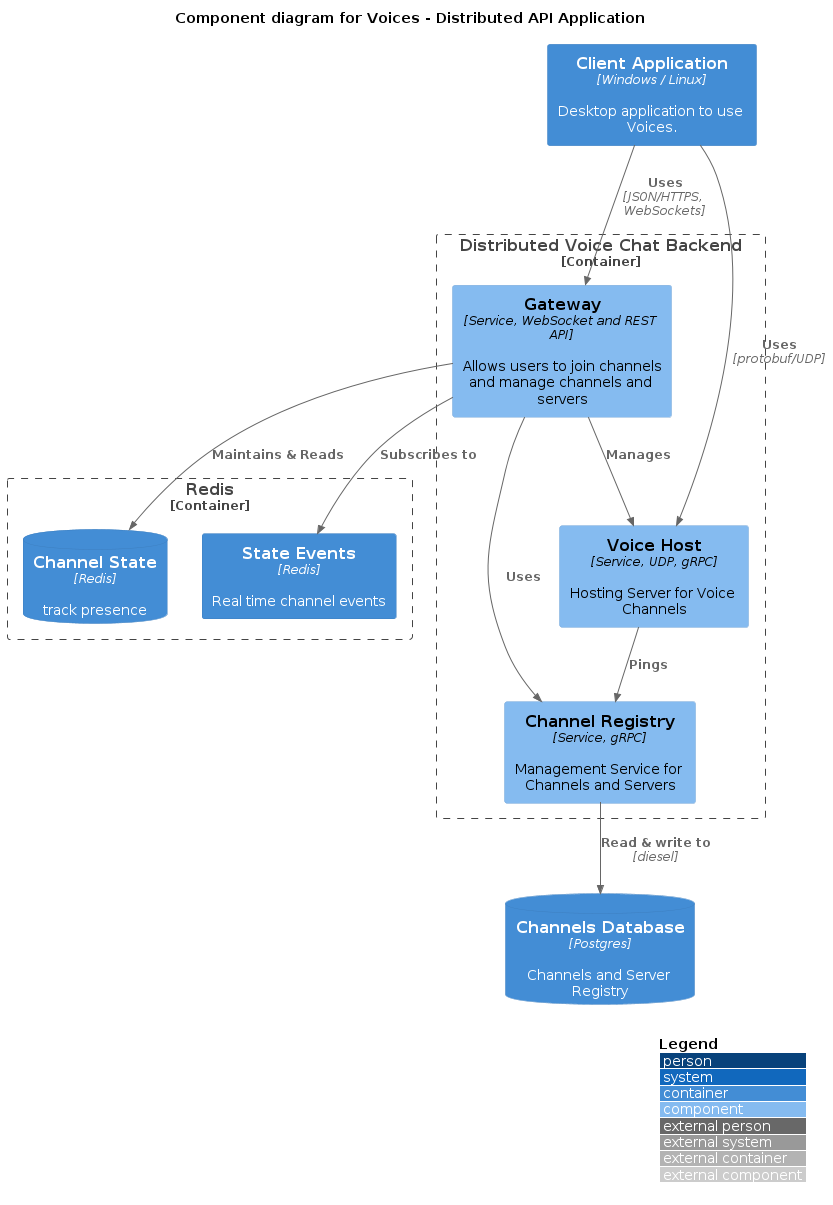 Component diagram for Voices - Distributed API Application
Client Application
[Windows / Linux]
Desktop application to use
Voices.
Uses
[JSON/HTTPS,
WebSockets]
Distributed Voice Chat Backend
[Container]
Gateway
[Service, WebSocket and REST
API]
Allows users to join channels
and manage channels and
servers
Uses
[protobuf/UDP]
Maintains & Reads
Subscribes to
Manages
Redis
[Container]
Channel State
[Redis]
track presence
State Events
[Redis]
Real time channel events
Voice Host
[Service, UDP, gRPC]
Hosting Server for Voice
Channels
Uses
Pings
Channel Registry
[Service, gRPC]
Management Service for
Channels and Servers
Read & write to
[diesel]
Channels Database
[Postgres]
Channels and Server
Registry
Legend
person
system
container
component
external person
external system
external container
external component